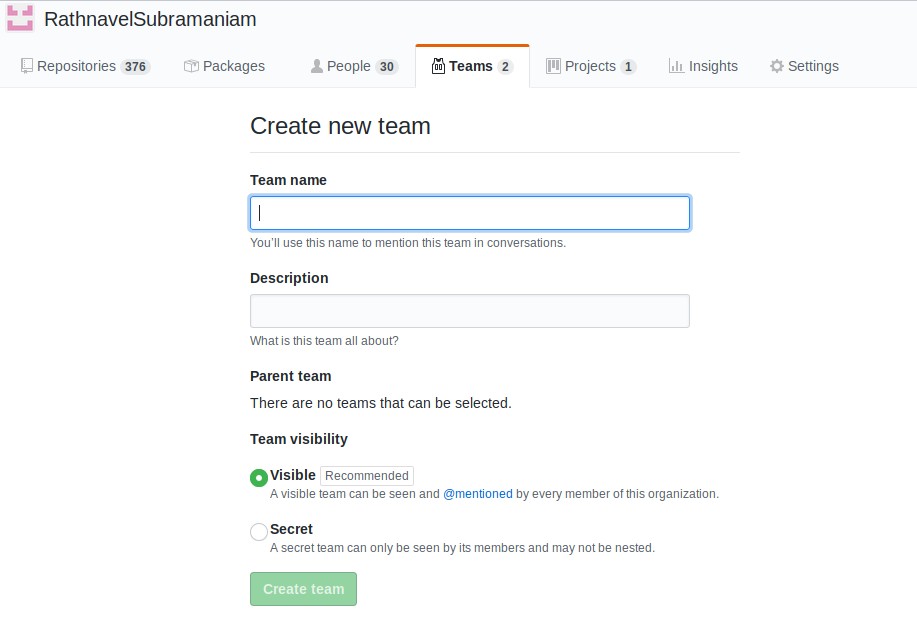 RathnavelSubramaniam
Repositories 376 Packages People 30 Teams 2 Projects 1 Insights Settings
Create new team
Team name
You'll use this name to mention this team in conversations.
Description
What is this team all about?
Parent team
There are no teams that can be selected.
Team visibility
Visible Recommended
A visible team can be seen and @mentioned by every member of this organization.
Secret
A secret team can only be seen by its members and may not be nested.
Create team